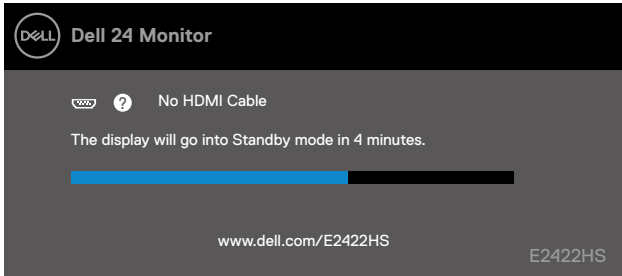 DELL Dell 24 Monitor
? No HDMI Cable
The display will go into Standby mode in 4 minutes.
www.dell.com/E2422HS
E2422HS